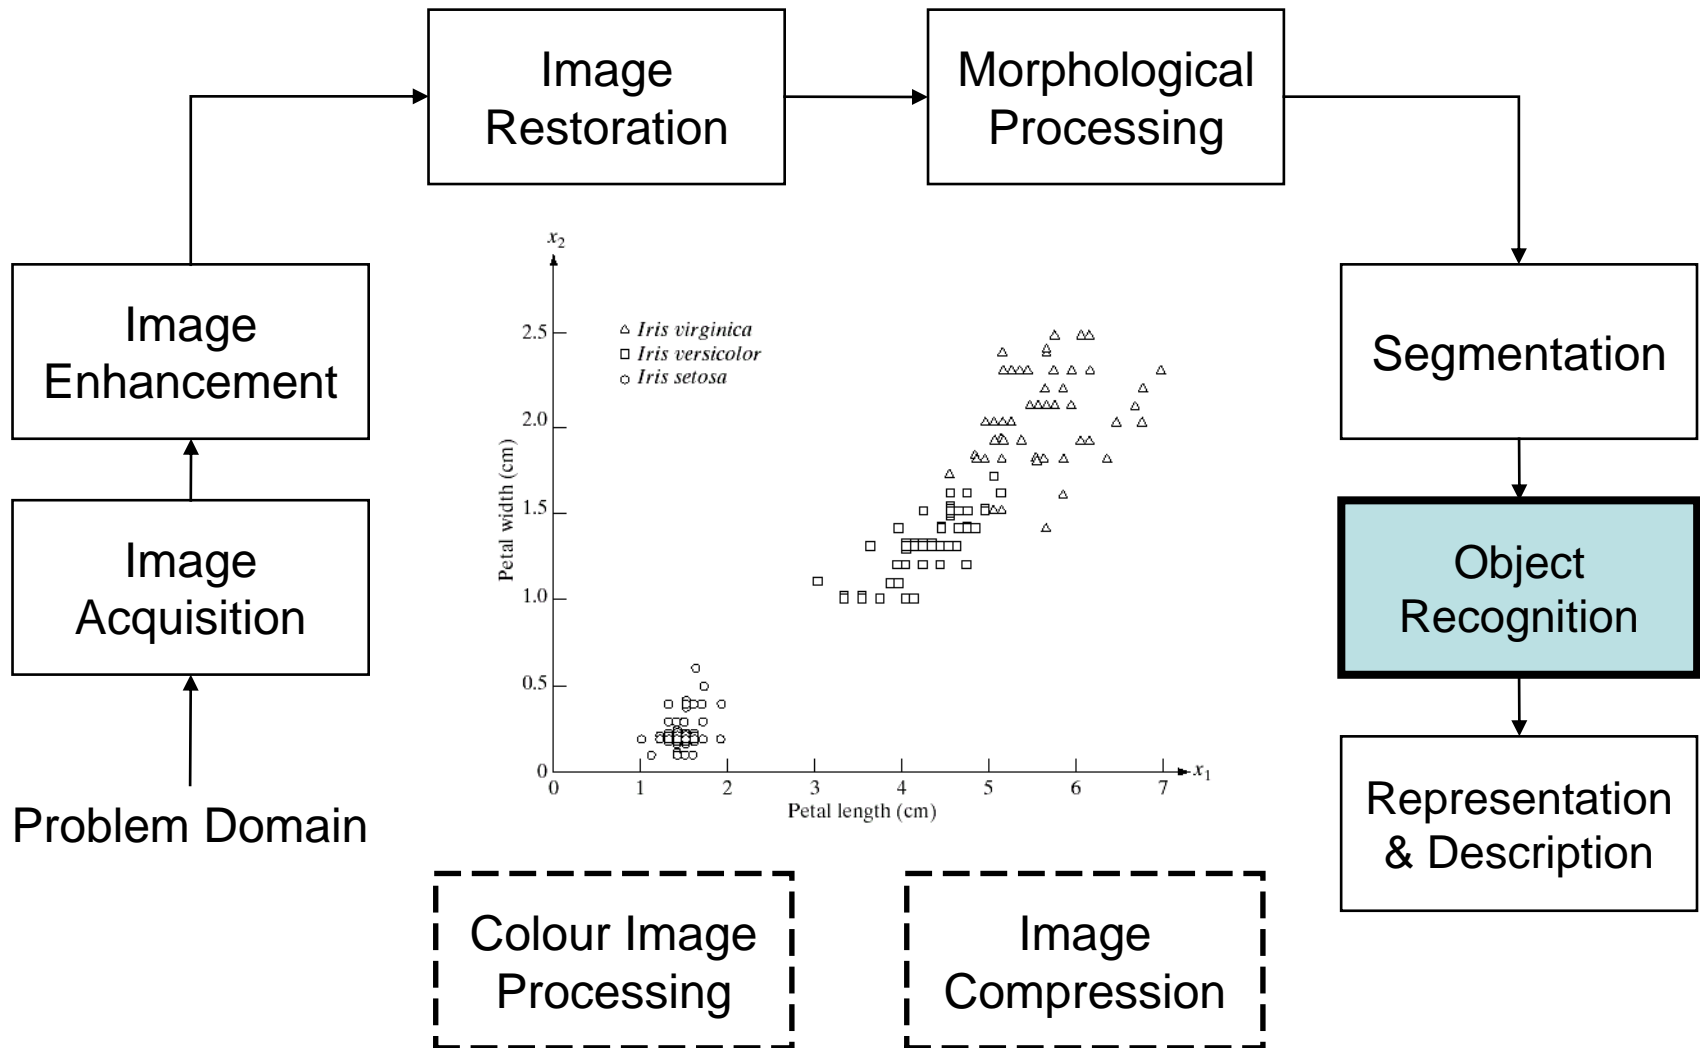 Image
Restoration
Morphological
Processing
Image
Enhancement
Image
Acquisition
Problem Domain
x₂
2.5
2.0
1.5
1.0
0.5
0
Petal width (cm)
△ Iris virginica
□ Iris versicolor
○ Iris setosa
0 1 2 3 4 5 6 7
x₁
Petal length (cm)
Segmentation
Object
Recognition
Representation
& Description
Colour Image
Processing
Image
Compression